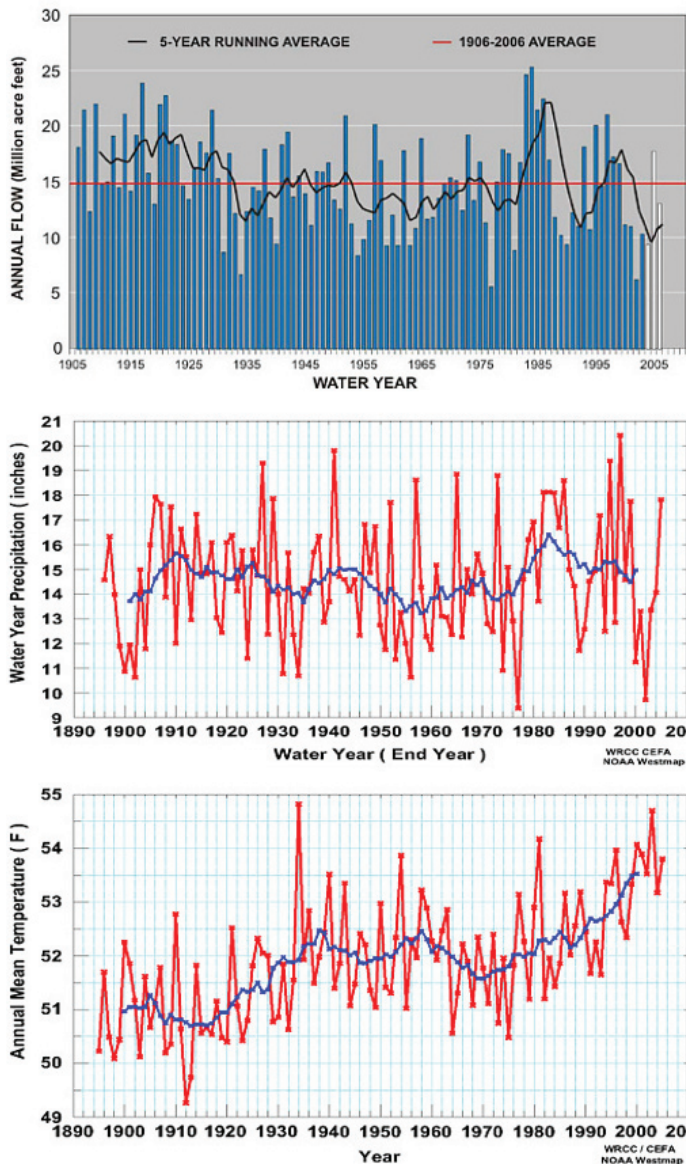 30
25
20
15
10
5
0
ANNUAL FLOW (Million acre feet)
5-YEAR RUNNING AVERAGE 1906-2006 AVERAGE
1905 1915 1925 1935 1945 1955 1965 1975 1985 1995 2005
WATER YEAR
21
20
19
18
17
16
15
14
13
12
11
10
9
Water Year Precipitation ( inches)
1890 1900 1910 1920 1930 1940 1950 1960 1970 1980 1990 2000 20
Water Year ( End Year )
WRCC CEFA
NOAA Westmap
55
54
53
52
51
50
49
Annual Mean Temperature ( F )
1890 1900 1910 1920 1930 1940 1950 1960 1970 1980 1990 2000 20
Year
WRCC / CEFA
NOAA Westmap